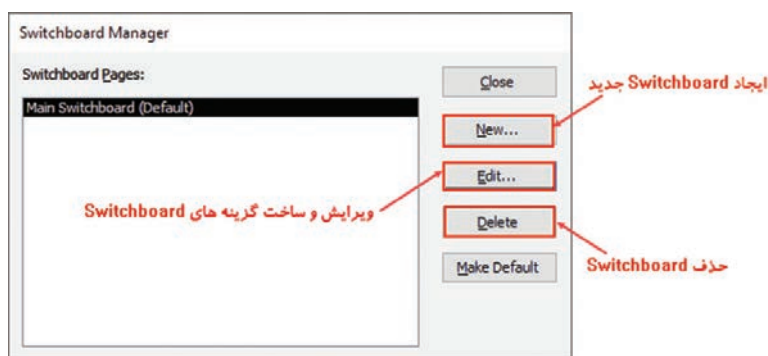 Switchboard Manager
Switchboard Pages:
Main Switchboard (Default)
Close
New...
Edit...
Delete
Make Default
ایجاد Switchboard جدید
ویرایش و ساخت گزینه های Switchboard
حذف Switchboard